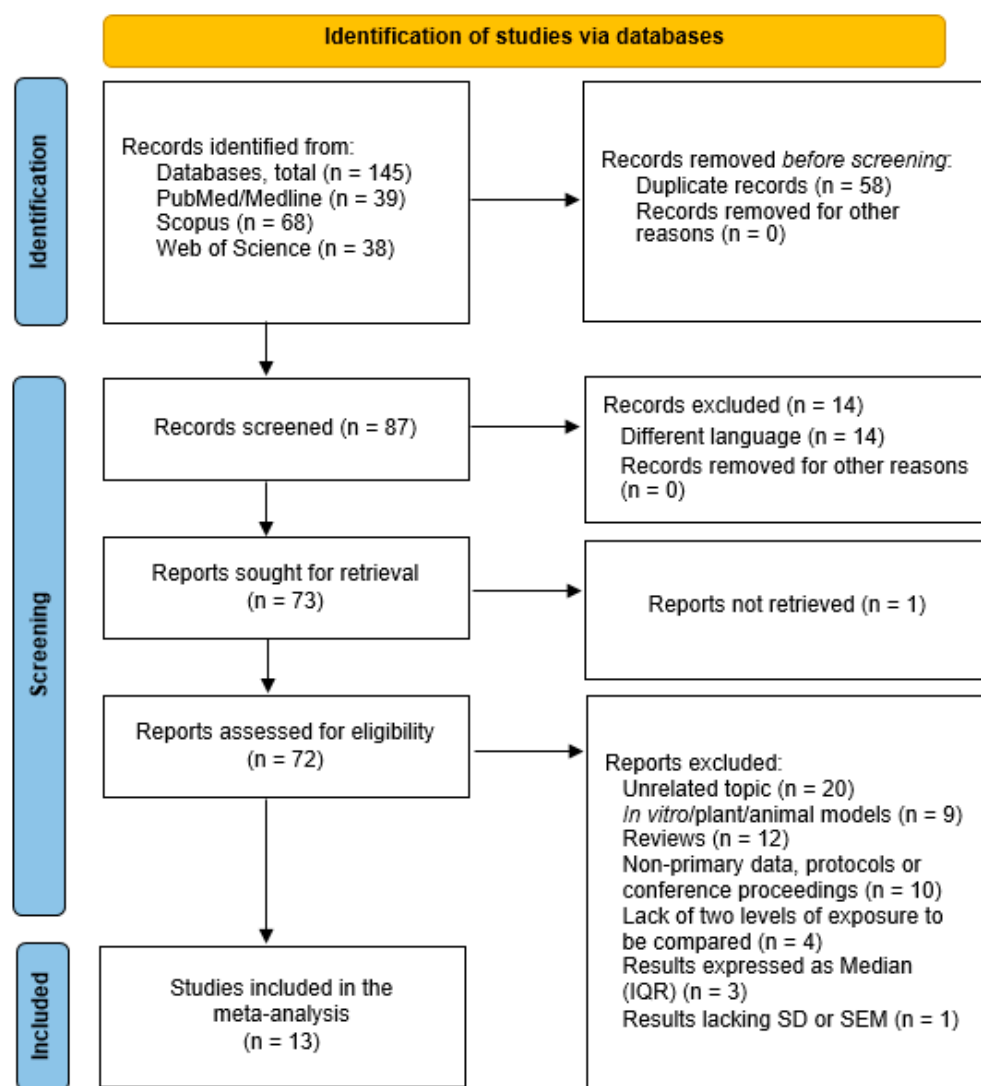 Identification of studies via databases
Identification
Records identified from:
Databases, total (n = 145)
PubMed/Medline (n = 39)
Scopus (n = 68)
Web of Science (n = 38)
Records removed before screening:
Duplicate records (n = 58)
Records removed for other
reasons (n = 0)
Screening
Records screened (n = 87)
Records excluded (n = 14)
Different language (n = 14)
Records removed for other reasons
(n = 0)
Reports sought for retrieval
(n = 73)
Reports not retrieved (n = 1)
Reports assessed for eligibility
(n = 72)
Reports excluded:
Unrelated topic (n = 20)
In vitro/plant/animal models (n = 9)
Reviews (n = 12)
Non-primary data, protocols or
conference proceedings (n = 10)
Lack of two levels of exposure to
be compared (n = 4)
Results expressed as Median
(IQR) (n = 3)
Results lacking SD or SEM (n = 1)
Included
Studies included in the
meta-analysis
(n = 13)